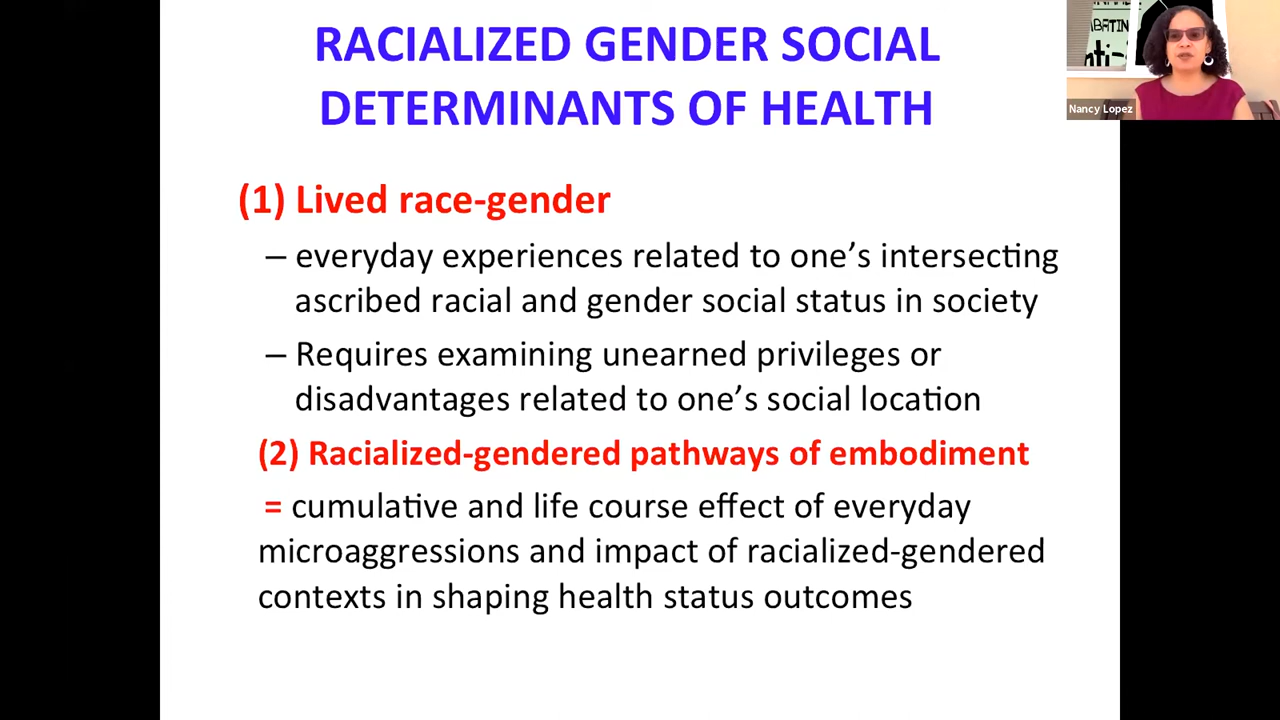 RACIALIZED GENDER SOCIAL
DETERMINANTS OF HEALTH
(1) Lived race-gender
– everyday experiences related to one’s intersecting
ascribed racial and gender social status in society
– Requires examining unearned privileges or
disadvantages related to one’s social location
(2) Racialized-gendered pathways of embodiment
= cumulative and life course effect of everyday
microaggressions and impact of racialized-gendered
contexts in shaping health status outcomes
Nancy Lopez